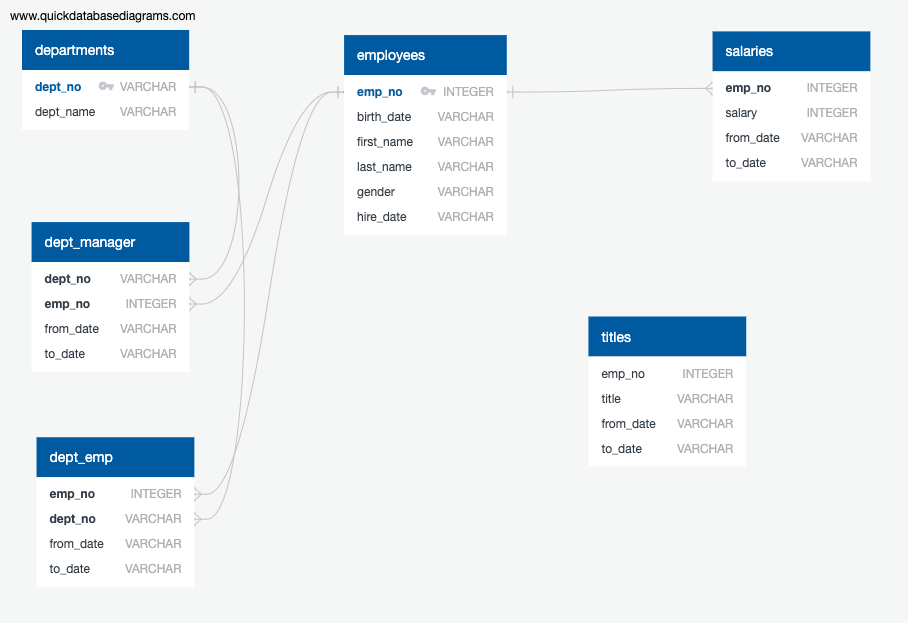 www.quickdatabasediagrams.com
departments
dept_no VARCHAR
dept_name VARCHAR
employees
emp_no INTEGER
birth_date VARCHAR
first_name VARCHAR
last_name VARCHAR
gender VARCHAR
hire_date VARCHAR
salaries
emp_no INTEGER
salary INTEGER
from_date VARCHAR
to_date VARCHAR
dept_manager
dept_no VARCHAR
emp_no INTEGER
from_date VARCHAR
to_date VARCHAR
titles
emp_no INTEGER
title VARCHAR
from_date VARCHAR
to_date VARCHAR
dept_emp
emp_no INTEGER
dept_no VARCHAR
from_date VARCHAR
to_date VARCHAR